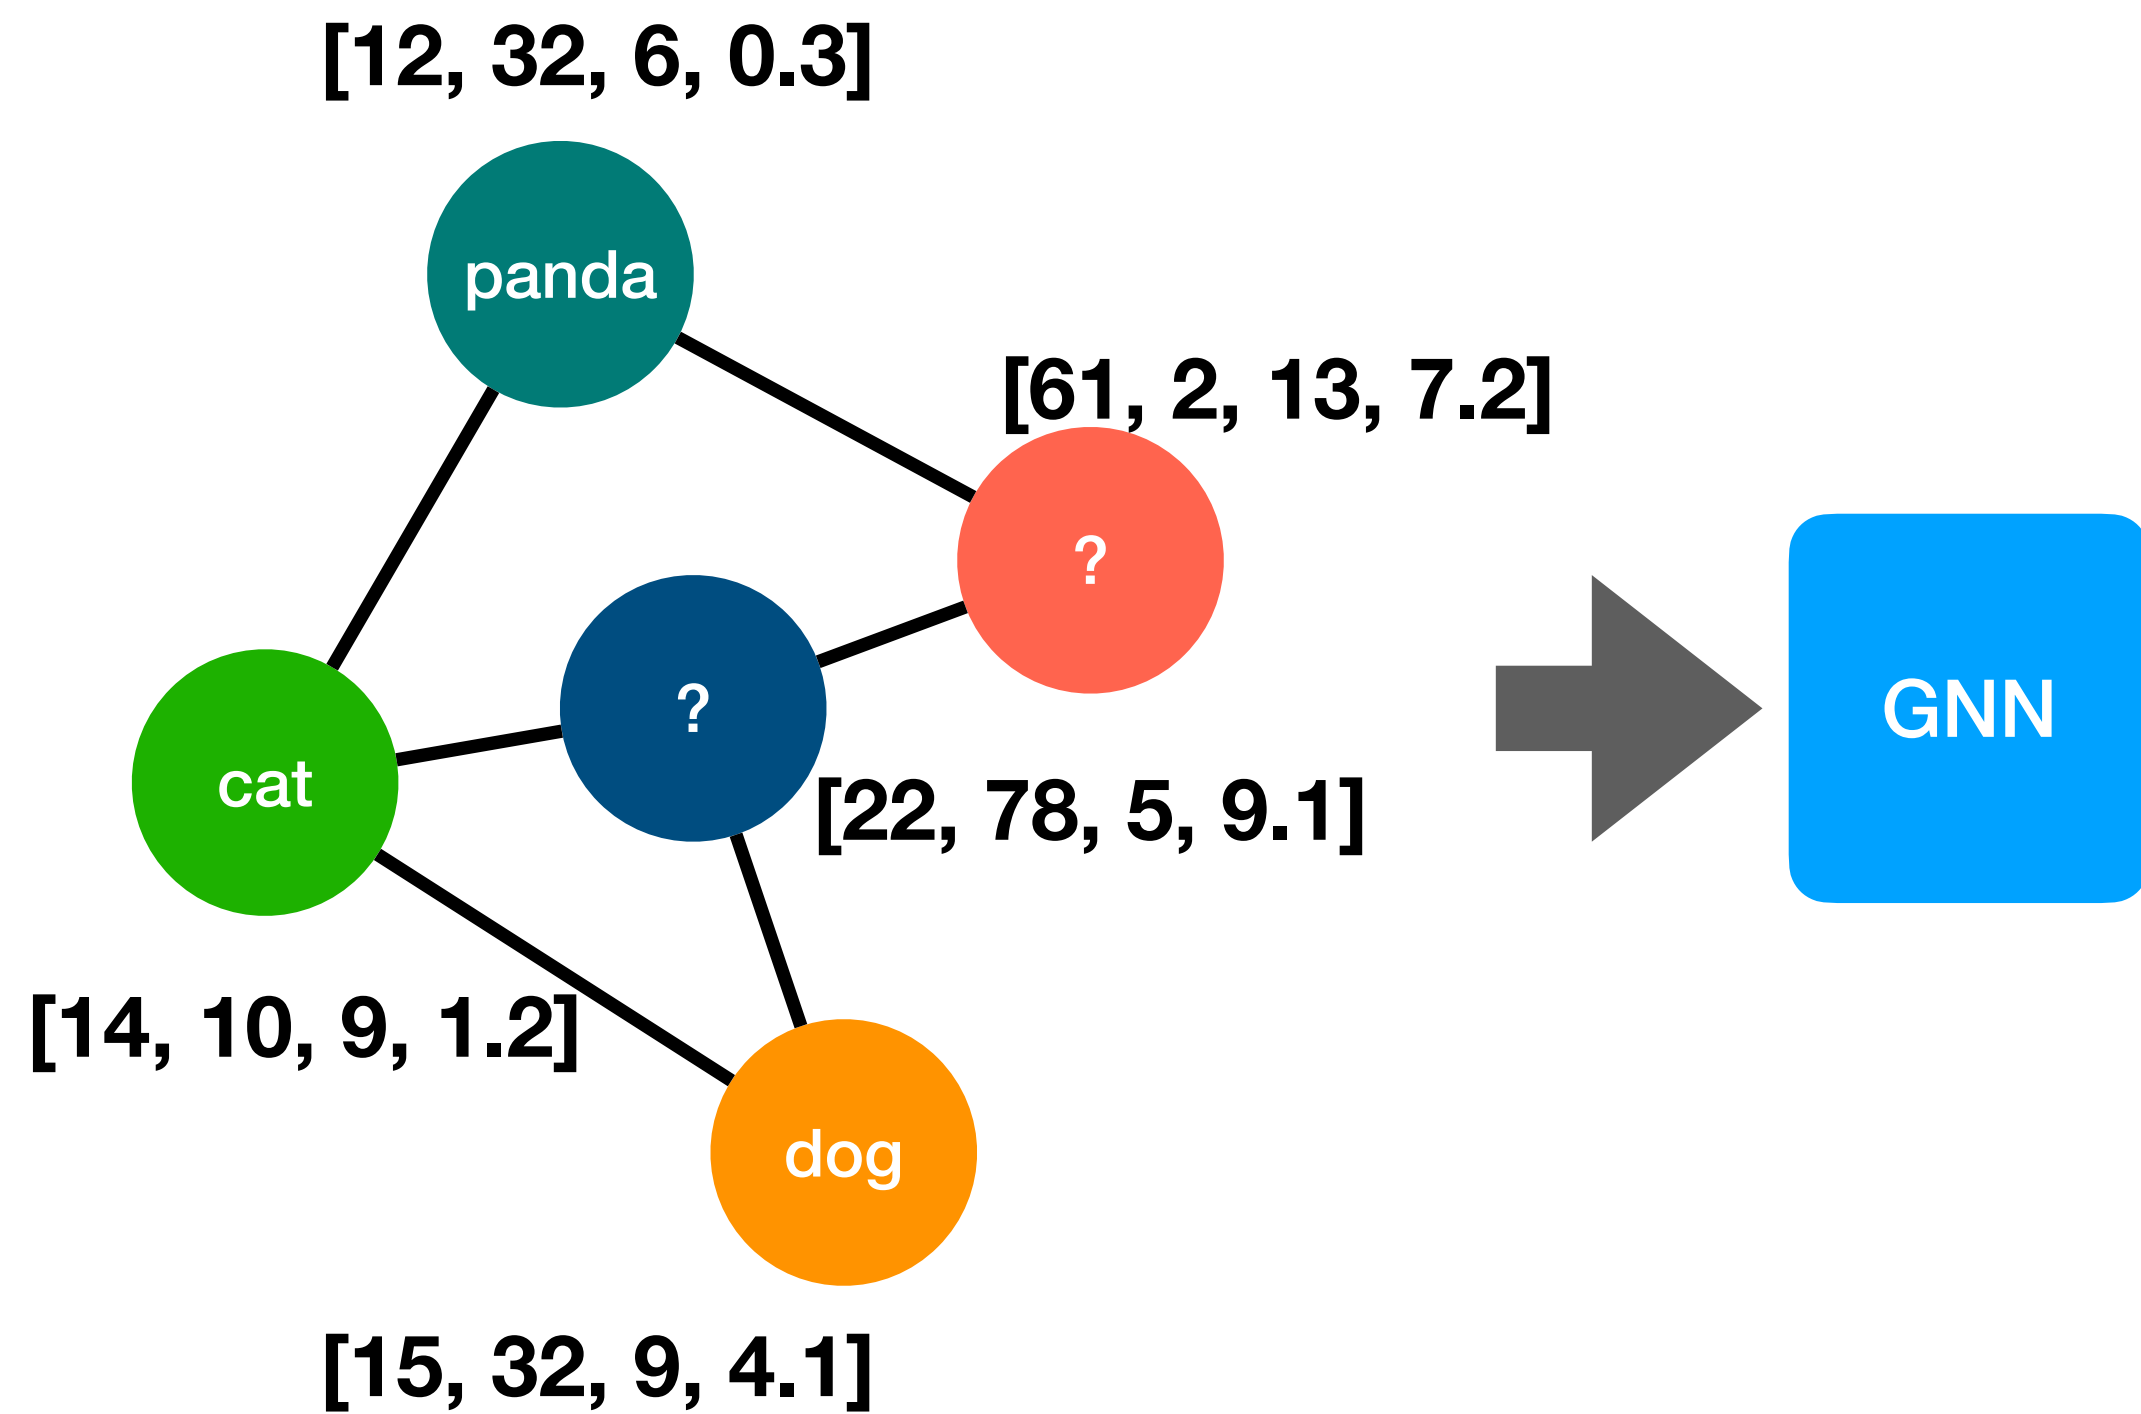 [12, 32, 6, 0.3]
panda
[61, 2, 13, 7.2]
?
?
GNN
cat
[22, 78, 5, 9.1]
[14, 10, 9, 1.2]
dog
[15, 32, 9, 4.1]